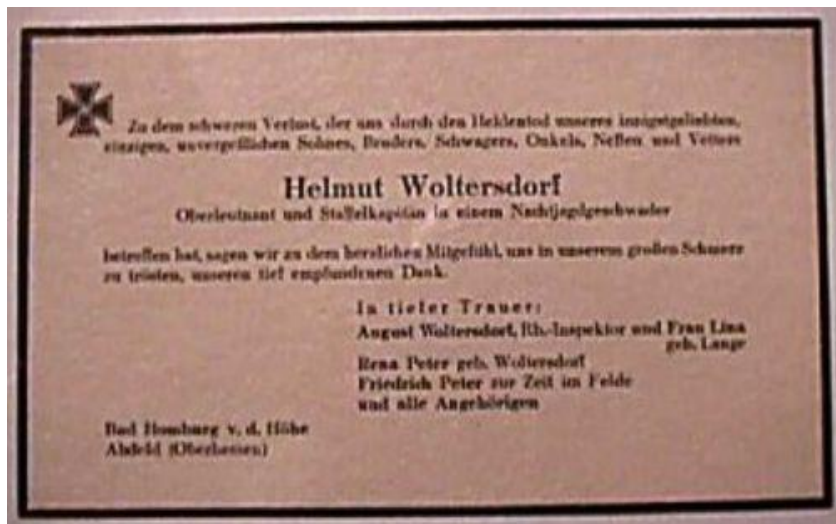 Zu dem schweren Verlust, der uns durch den Heldentod unseres innigstgeliebten,
einzigen, unvergeßlichen Sohnes, Bruders, Schwagers, Onkels, Neffen und Vetters
Helmut Woltersdorf
Oberleutnant und Staffelkapitän in einem Nachtjagdgeschwader
betroffen hat, sagen wir zu dem herzlichen Mitgefühl, uns in unserem großen Schmerz
zu trösten, unseren tief empfundenen Dank.
In tiefer Trauer:
August Woltersdorf, Rb.-Inspektor und Frau Lina
geb. Lange
Rena Peter geb. Woltersdorf
Friedrich Peter zur Zeit im Felde
und alle Angehörigen
Bad Homburg v. d. Höhe
Alsfeld (Oberhessen)